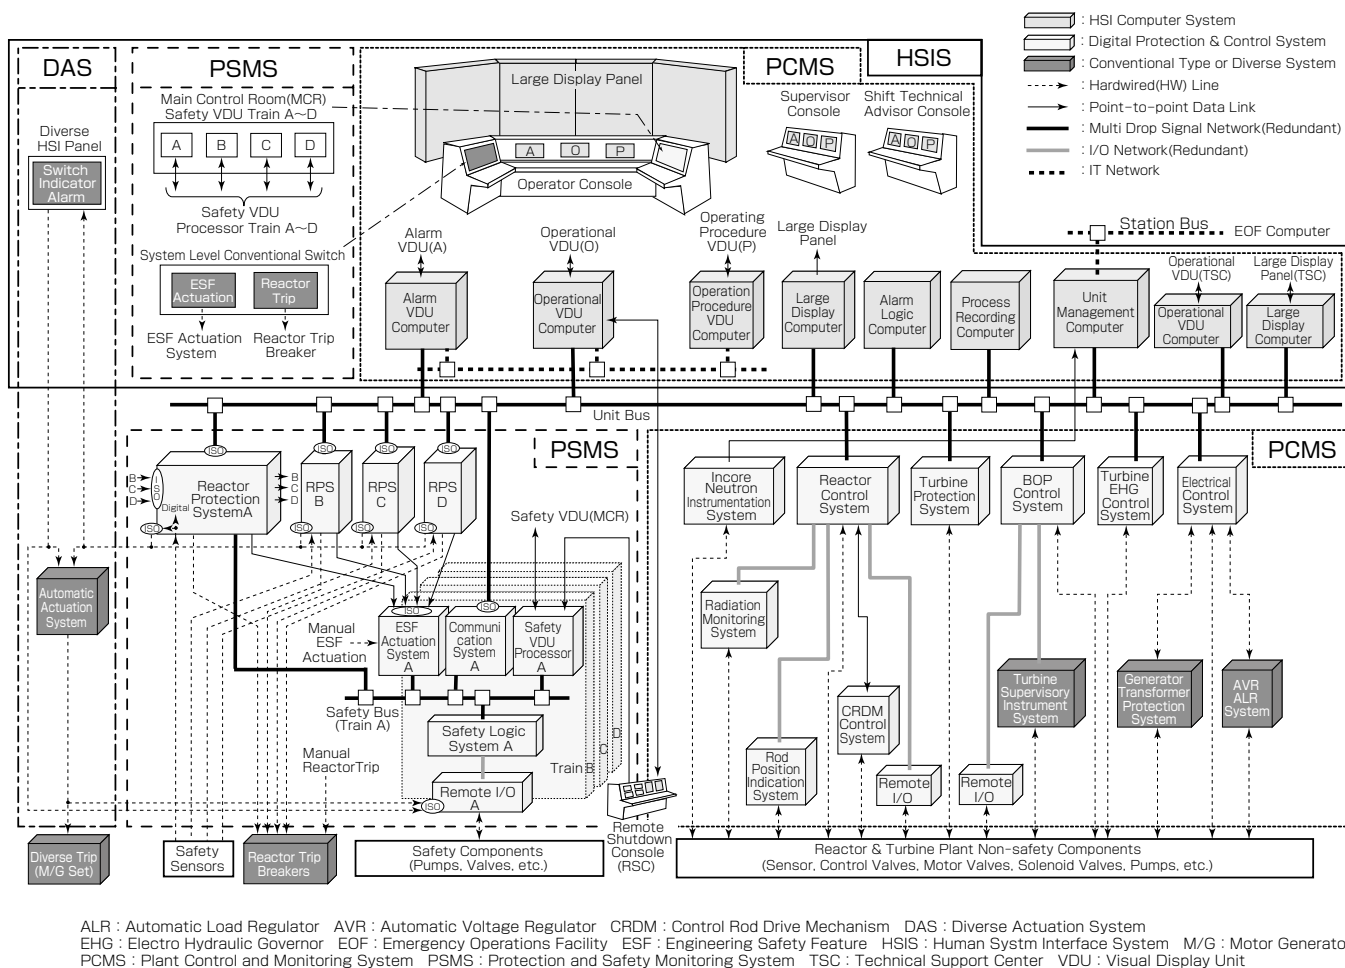 : HSI Computer System
: Digital Protection & Control System
: Conventional Type or Diverse System
: Hardwired(HW) Line
: Point-to-point Data Link
: Multi Drop Signal Network(Redundant)
: I/O Network(Redundant)
: IT Network
HSIS
DAS
Diverse
HSI Panel
Switch
Indicator
Alarm
PSMS
Main Control Room(MCR)
Safety VDU Train A~D
A
B
C
D
Safety VDU
Processor Train A~D
System Level Conventional Switch
ESF
Actuation
Reactor
Trip
ESF Actuation
System
Reactor Trip
Breaker
PCMS
Large Display Panel
A
O
P
Operator Console
Supervisor
Console
A O P
Shift Technical
Advisor Console
A O P
Station Bus
EOF Computer
Alarm
VDU(A)
Operational
VDU(O)
Operating
Procedure
VDU(P)
Large Display
Panel
Operational
VDU(TSC)
Large Display
Panel(TSC)
Alarm
VDU
Computer
Operational
VDU
Computer
Operation
Procedure
VDU
Computer
Large
Display
Computer
Alarm
Logic
Computer
Process
Recording
Computer
Unit
Management
Computer
Operational
VDU
Computer
Large
Display
Computer
Unit Bus
PSMS
PCMS
ISO
ISO
ISO
ISO
Reactor
Protection
SystemA
B
C
D
ISO
Digital
ISO
B
C
D
RPS
B
ISO
RPS
C
ISO
RPS
D
ISO
Safety VDU(MCR)
Incore
Neutron
Instrumentation
System
Reactor
Control
System
Turbine
Protection
System
BOP
Control
System
Turbine
EHG
Control
System
Electrical
Control
System
Automatic
Actuation
System
Manual
ESF
Actuation
ISO
ESF
Actuation
System
A
ISO
Communi
cation
System
A
Safety
VDU
Processor
A
Safety Bus
(Train A)
Safety Logic
System A
Manual
ReactorTrip
Train B
C
D
Remote I/O
A
ISO
Radiation
Monitoring
System
CRDM
Control
System
Rod
Position
Indication
System
Remote
I/O
Remote
I/O
Turbine
Supervisory
Instrument
System
Generator
Transformer
Protection
System
AVR
ALR
System
Diverse Trip
(M/G Set)
Safety
Sensors
Reactor Trip
Breakers
Safety Components
(Pumps, Valves, etc.)
Remote
Shutdown
Console
(RSC)
Reactor & Turbine Plant Non-safety Components
(Sensor, Control Valves, Motor Valves, Solenoid Valves, Pumps, etc.)
ALR : Automatic Load Regulator AVR : Automatic Voltage Regulator CRDM : Control Rod Drive Mechanism DAS : Diverse Actuation System
EHG : Electro Hydraulic Governor EOF : Emergency Operations Facility ESF : Engineering Safety Feature HSIS : Human Systm Interface System M/G : Motor Generato
PCMS : Plant Control and Monitoring System PSMS : Protection and Safety Monitoring System TSC : Technical Support Center VDU : Visual Display Unit